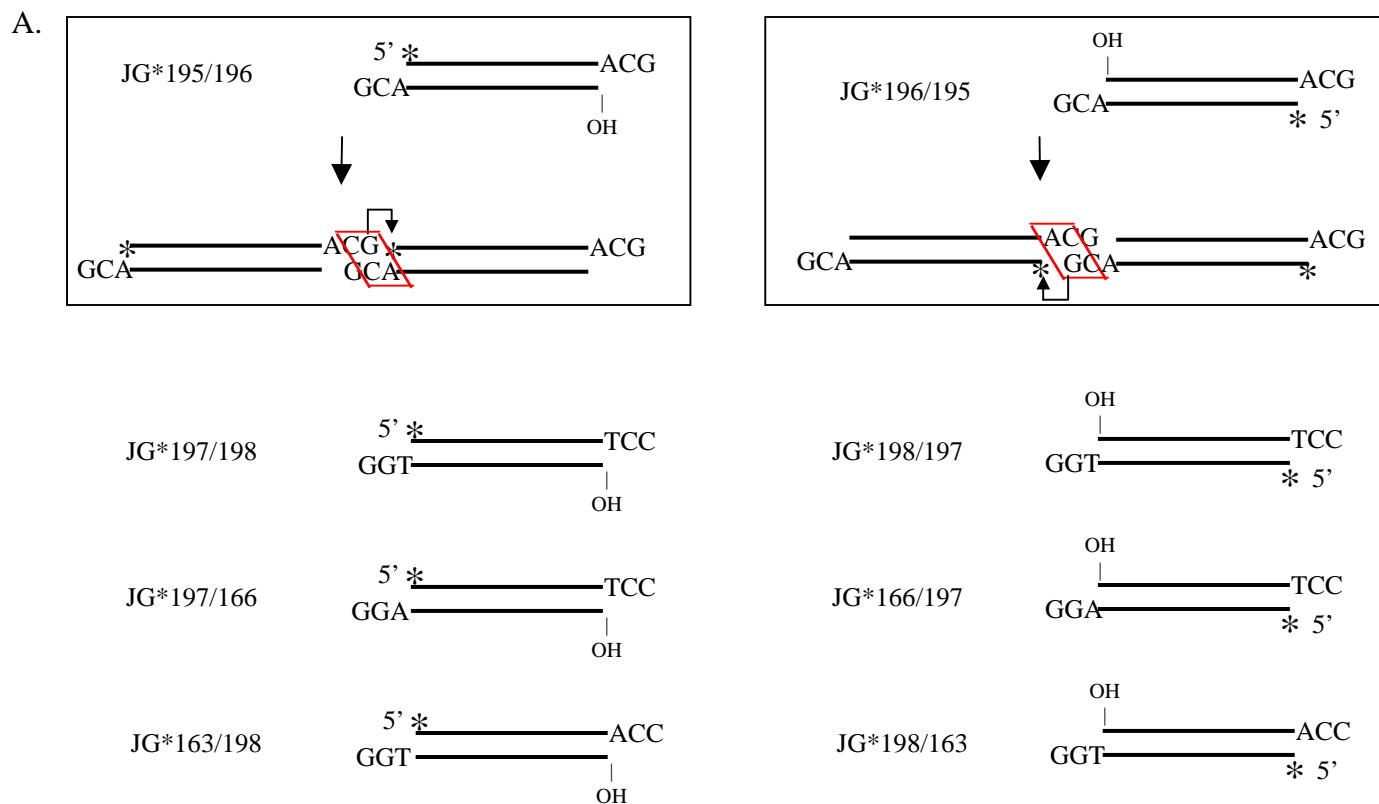 A.
5’ *
JG*195/196
ACG
GCA
OH
* ACG * ACG
GCA GCA
OH
JG*196/195
ACG
GCA
* 5’
ACG ACG
GCA * GCA *
5’ *
JG*197/198
TCC
GGT
OH
OH
JG*198/197
TCC
GGT
* 5’
5’ *
JG*197/166
TCC
GGA
OH
OH
JG*166/197
TCC
GGA
* 5’
5’ *
JG*163/198
ACC
GGT
OH
OH
JG*198/163
ACC
GGT
* 5’